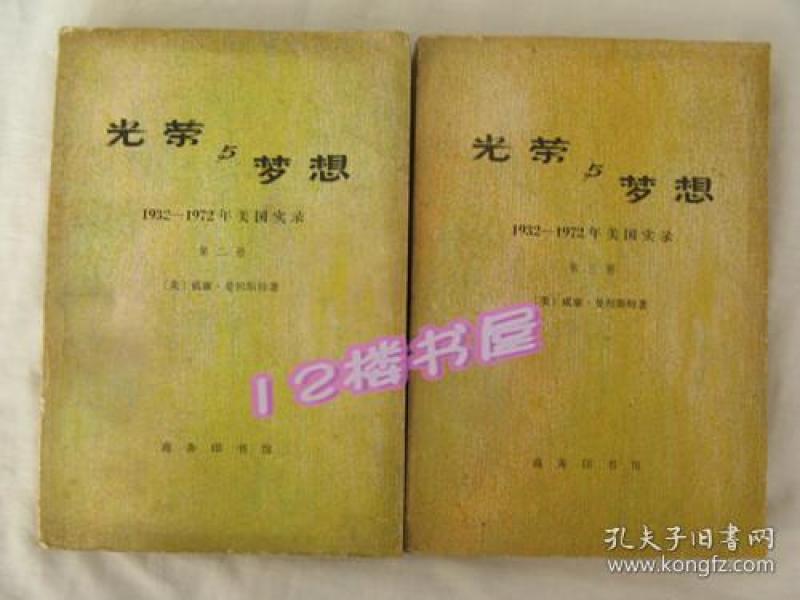 光荣与梦想
1932—1972年美国实录
第二册
〔美〕威廉·曼彻斯特著
商务印书馆
光荣与梦想
1932—1972年美国实录
第三册
〔美〕威廉·曼彻斯特著
商务印书馆
12楼书屋
孔夫子旧书网
www.kongfz.com